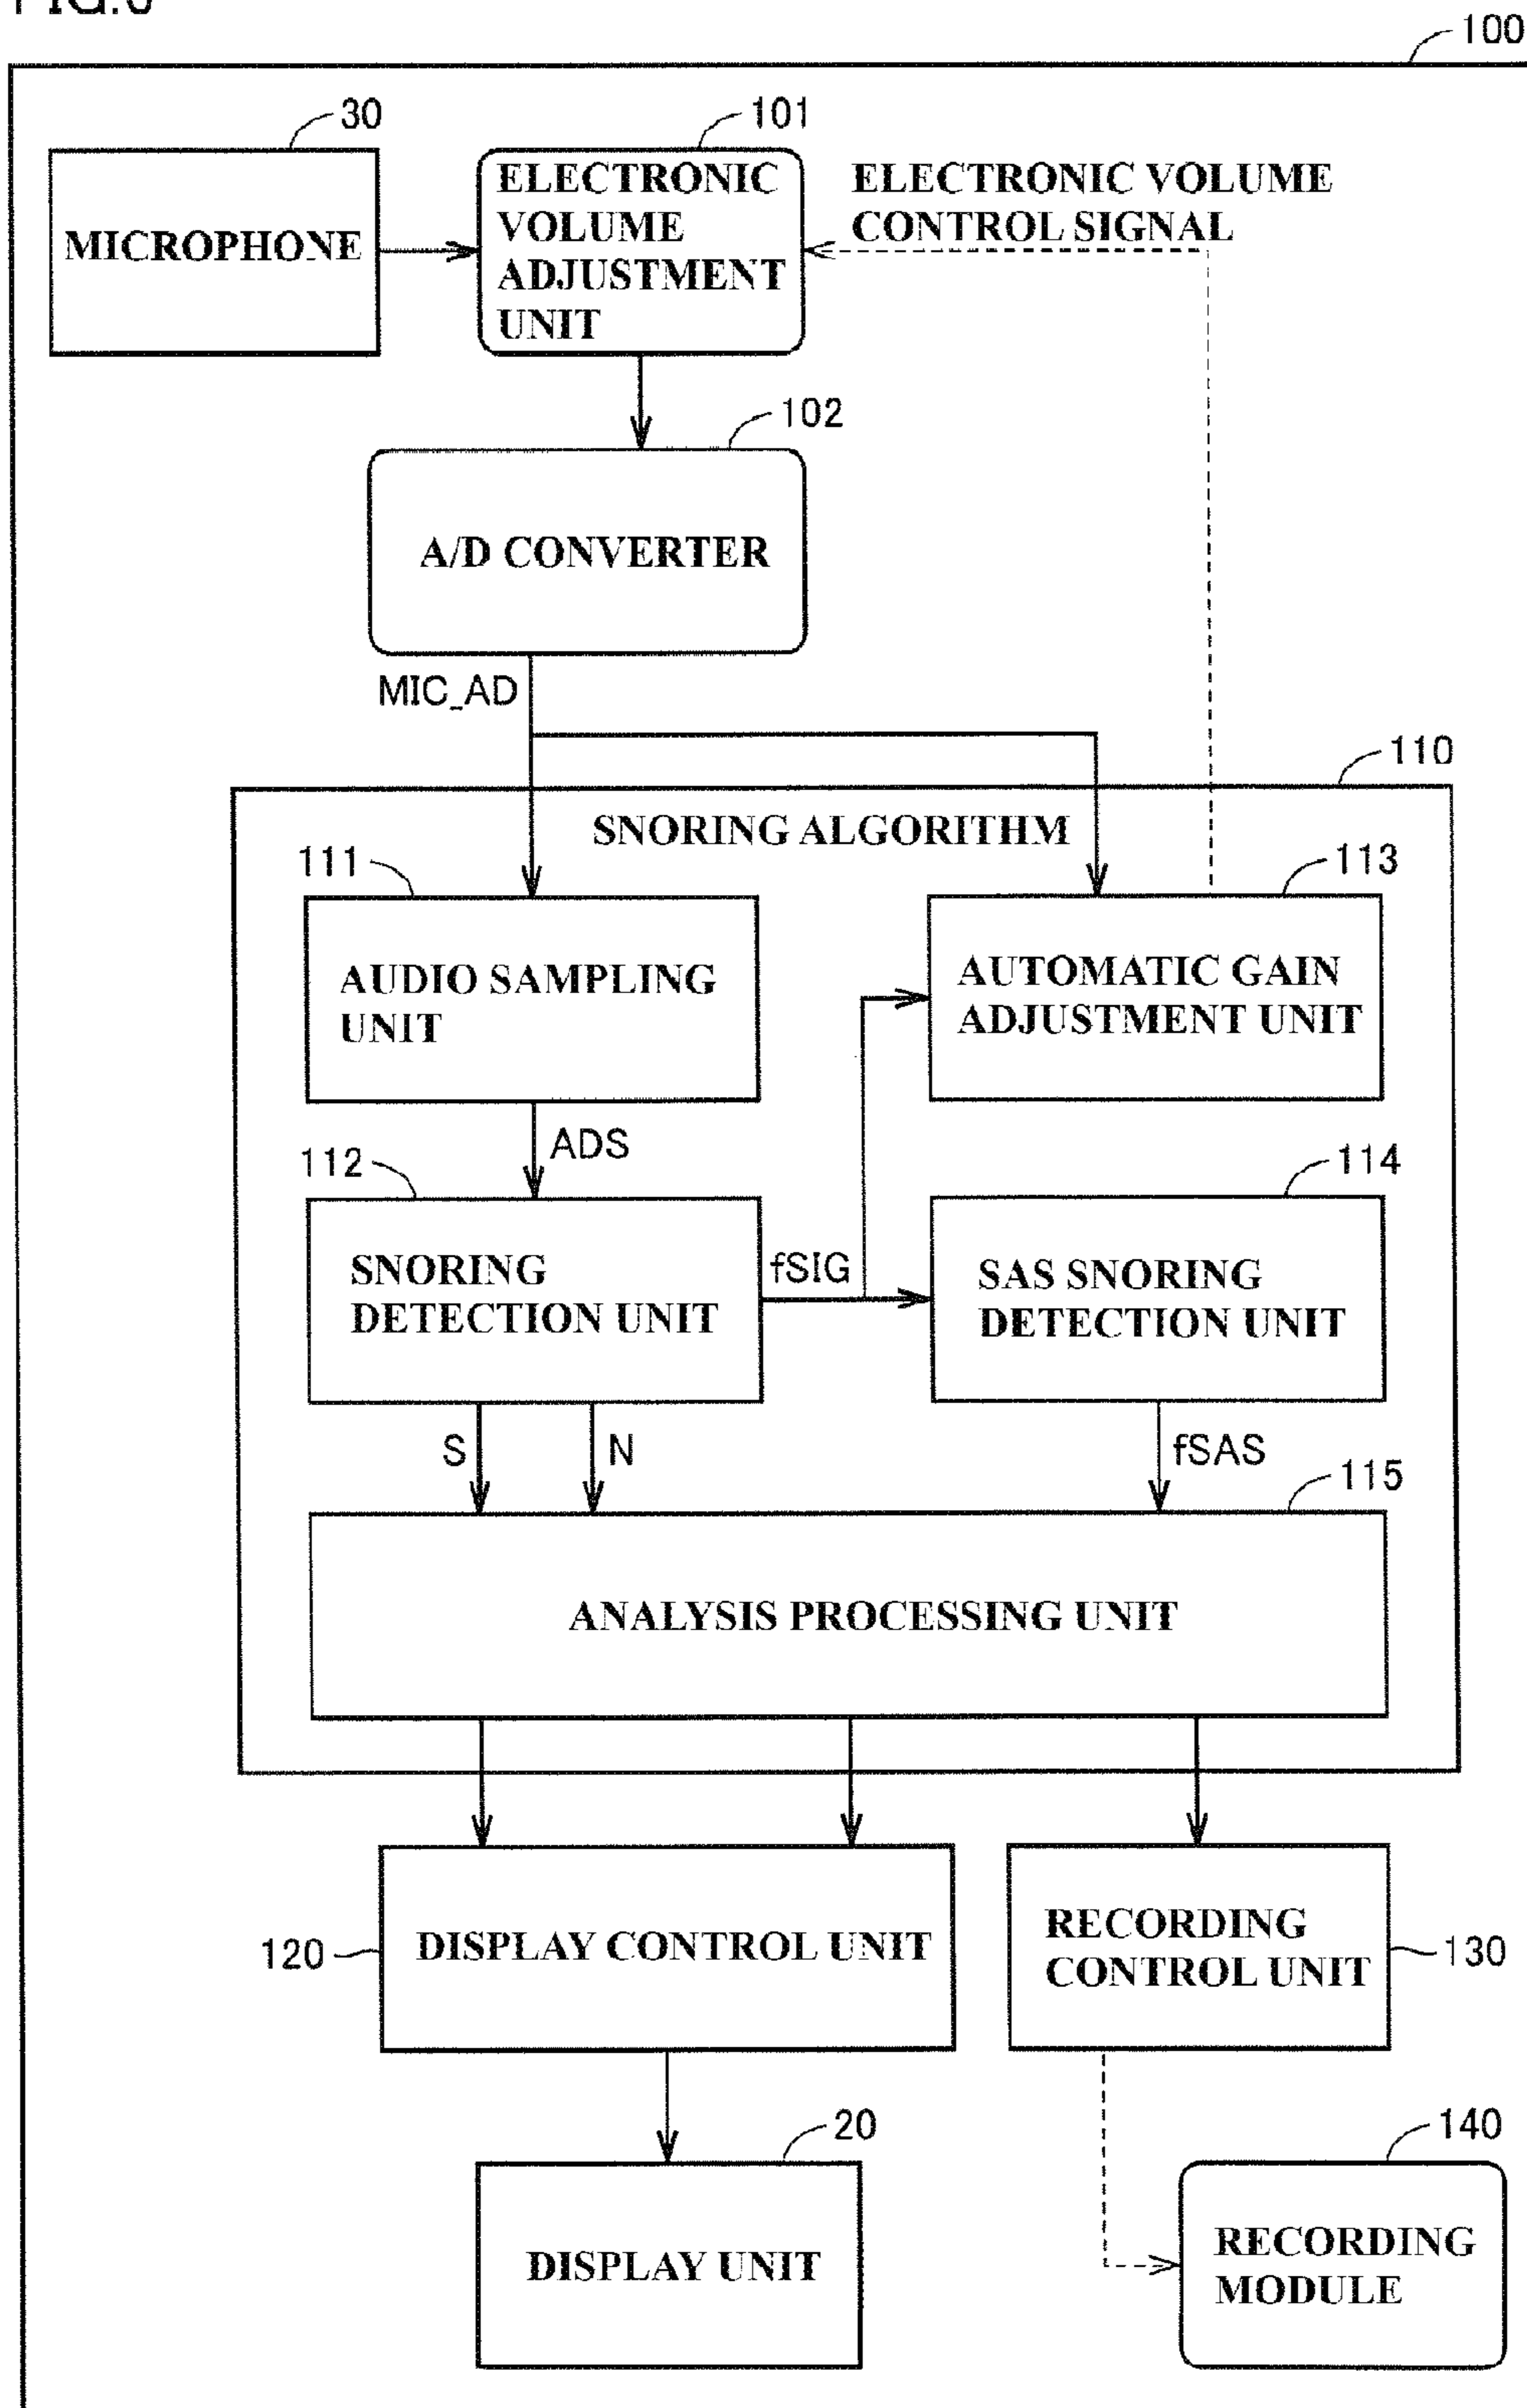 100
30
101
MICROPHONE
ELECTRONIC
VOLUME
ADJUSTMENT
UNIT
ELECTRONIC VOLUME
CONTROL SIGNAL
102
A/D CONVERTER
MIC_AD
110
SNORING ALGORITHM
111
113
AUDIO SAMPLING
UNIT
AUTOMATIC GAIN
ADJUSTMENT UNIT
ADS
112
114
SNORING
DETECTION UNIT
fSIG
SAS SNORING
DETECTION UNIT
S
N
fSAS
115
ANALYSIS PROCESSING UNIT
120
DISPLAY CONTROL UNIT
RECORDING
CONTROL UNIT
130
20
140
DISPLAY UNIT
RECORDING
MODULE